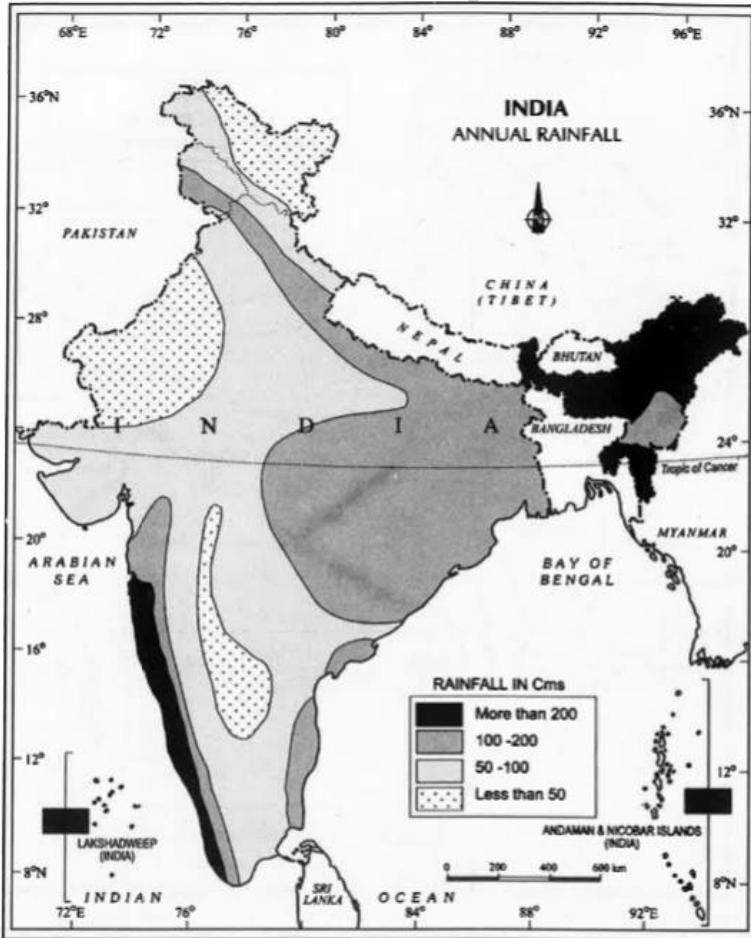 68°E 72° 76° 80° 84° 88° 92° 96°E
INDIA
ANNUAL RAINFALL
36°N
36°N
32°
32°
PAKISTAN
CHINA
(TIBET)
28°
28°
NEPAL
BHUTAN
INDIA
BANGLADESH
24°
24°
Tropic of Cancer
20°
20°
MYANMAR
ARABIAN
SEA
BAY OF
BENGAL
16°
16°
RAINFALL IN Cms
More than 200
100 -200
50 -100
Less than 50
12°
12°
LAKSHADWEEP
(INDIA)
ANDAMAN & NICOBAR ISLANDS
(INDIA)
0 200 400 600 km
8°N
8°N
INDIAN OCEAN
SRI
LANKA
72°E 76° 80° 84° 88° 92°E